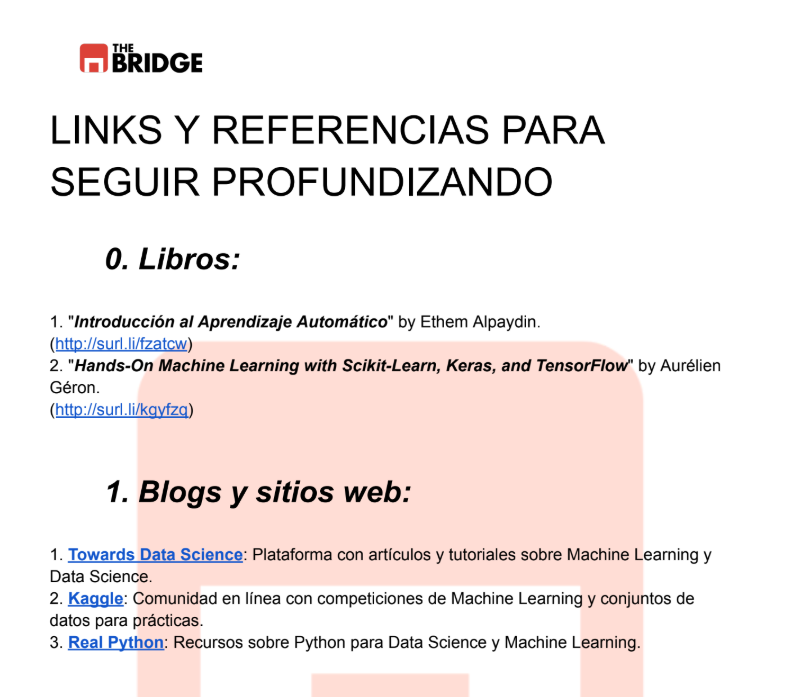 THE
BRIDGE
LINKS Y REFERENCIAS PARA
SEGUIR PROFUNDIZANDO
0. Libros:
1. "Introducción al Aprendizaje Automático" by Ethem Alpaydin.
(http://surl.li/fzatcw)
2. "Hands-On Machine Learning with Scikit-Learn, Keras, and TensorFlow" by Aurélien
Géron.
(http://surl.li/kgyfzq)
1. Blogs y sitios web:
1. Towards Data Science: Plataforma con artículos y tutoriales sobre Machine Learning y
Data Science.
2. Kaggle: Comunidad en línea con competiciones de Machine Learning y conjuntos de
datos para prácticas.
3. Real Python: Recursos sobre Python para Data Science y Machine Learning.